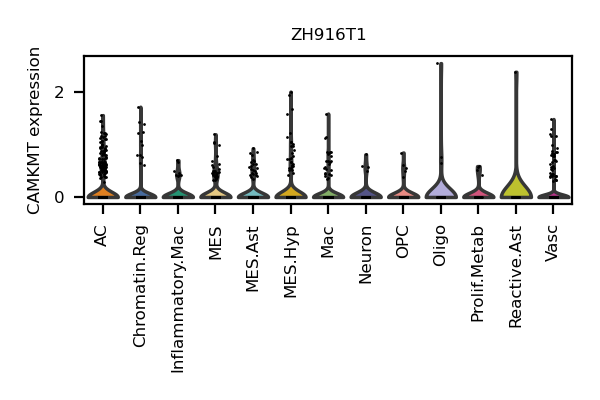 ZH916T1
CAMKMT expression
2
0
AC
Chromatin.Reg
Inflammatory.Mac
MES
MES.Ast
MES.Hyp
Mac
Neuron
OPC
Oligo
Prolif.Metab
Reactive.Ast
Vasc